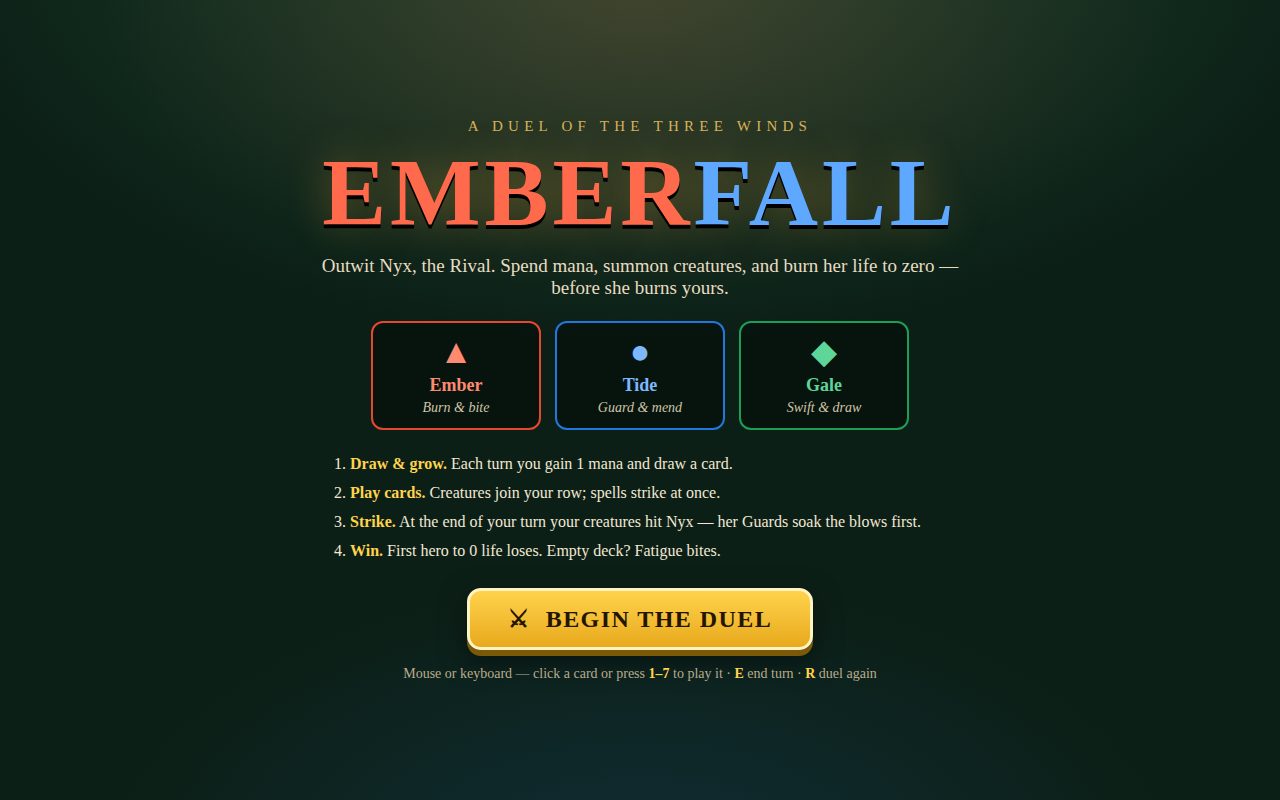 A DUEL OF THE THREE WINDS
EMBERFALL
Outwit Nyx, the Rival. Spend mana, summon creatures, and burn her life to zero —
before she burns yours.
Ember
Burn & bite
Tide
Guard & mend
Gale
Swift & draw
1. Draw & grow. Each turn you gain 1 mana and draw a card.
2. Play cards. Creatures join your row; spells strike at once.
3. Strike. At the end of your turn your creatures hit Nyx — her Guards soak the blows first.
4. Win. First hero to 0 life loses. Empty deck? Fatigue bites.
⚔ BEGIN THE DUEL
Mouse or keyboard — click a card or press 1–7 to play it · E end turn · R duel again